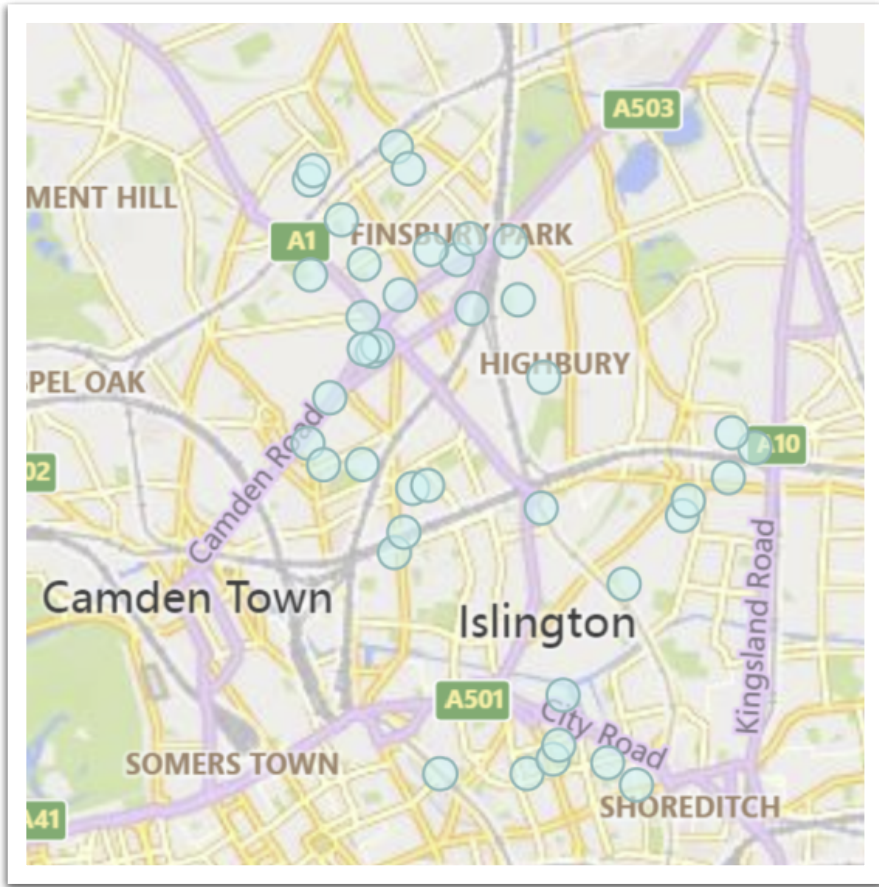 A503
MENT HILL
A1
FINSBURY PARK
HIGHBURY
PEL OAK
Camden Road
A10
02
Kingsland Road
Camden Town
Islington
A501
City Road
SOMERS TOWN
SHOREDITCH
A41